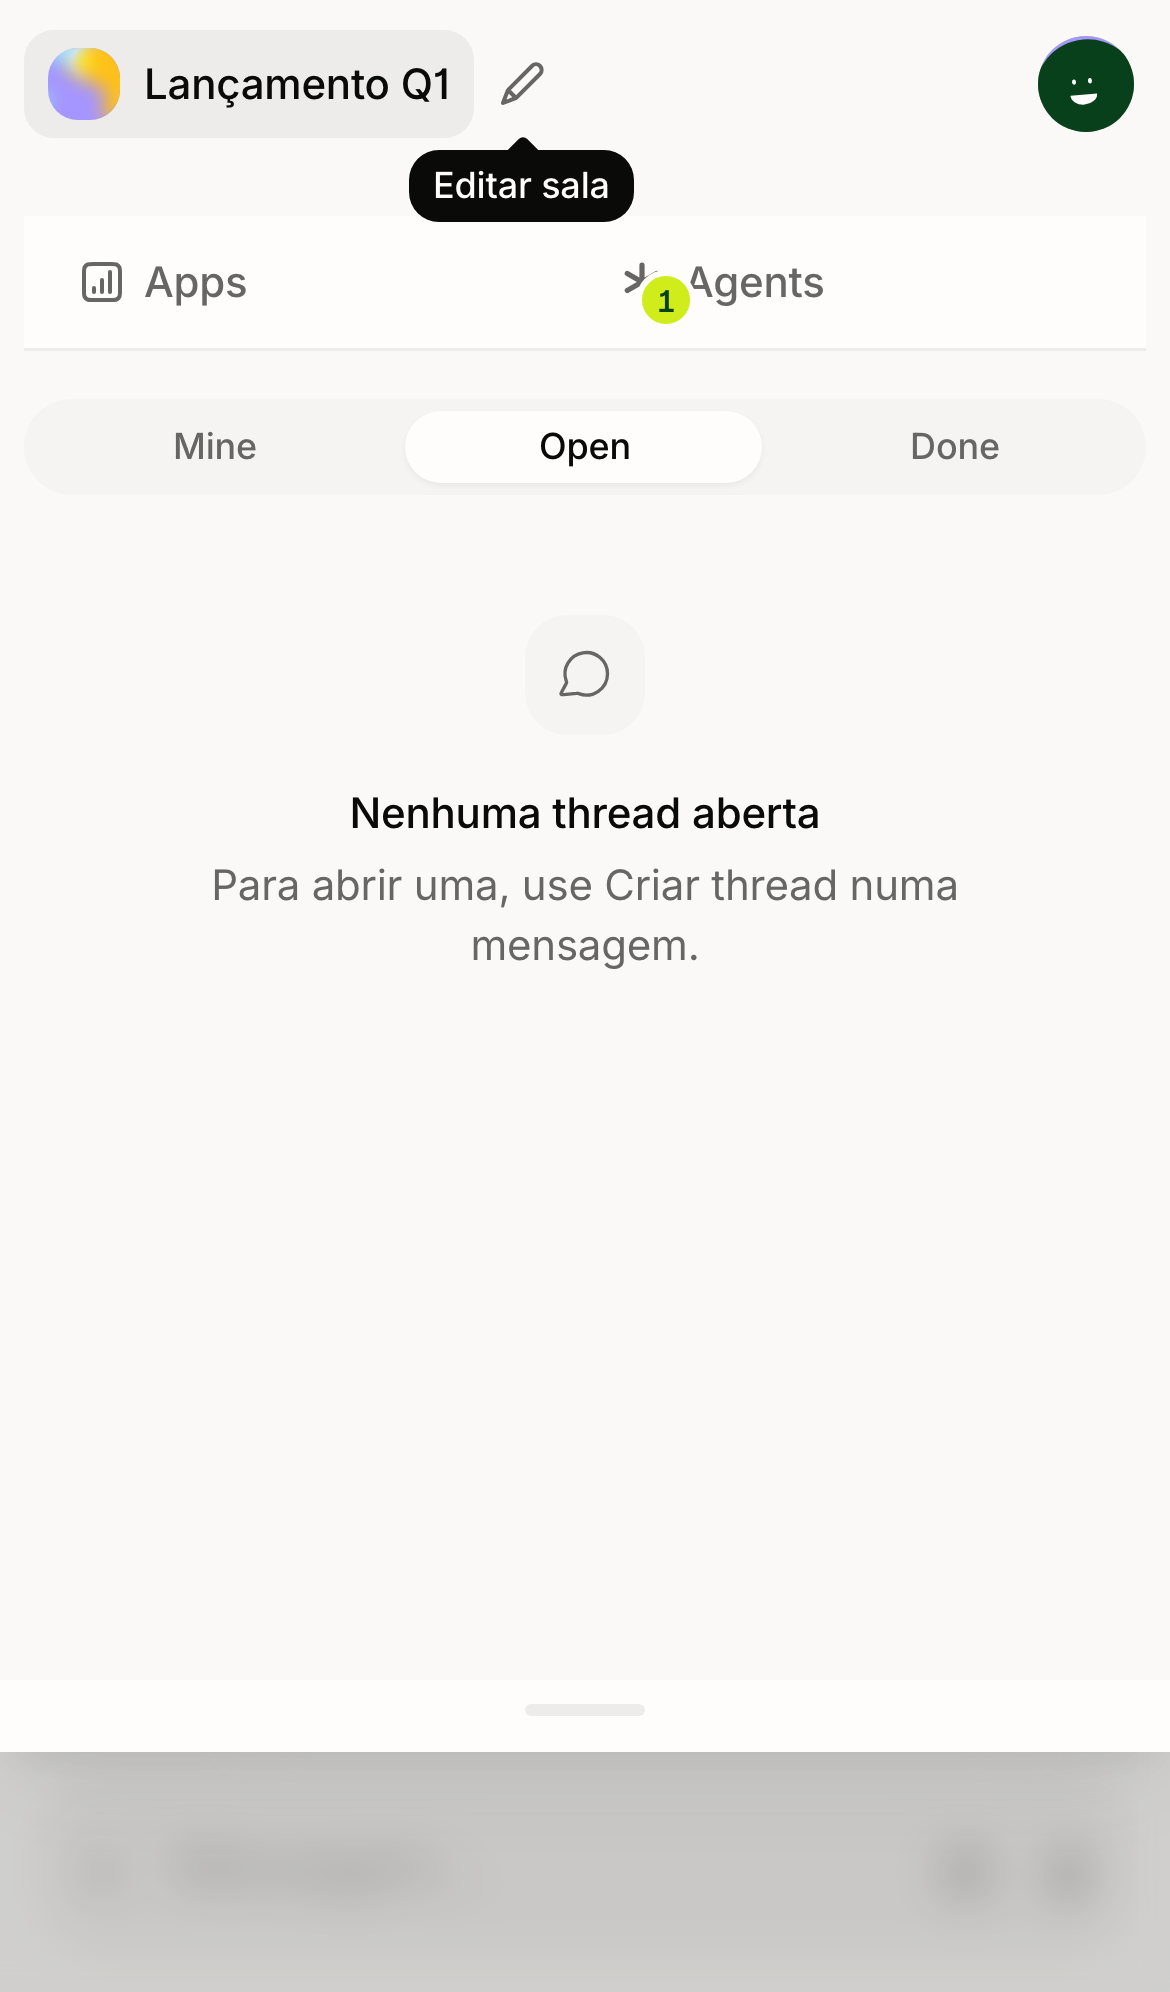 Lançamento Q1
Editar sala
Apps
1
Agents
Mine
Open
Done
Nenhuma thread aberta
Para abrir uma, use Criar thread numa
mensagem.